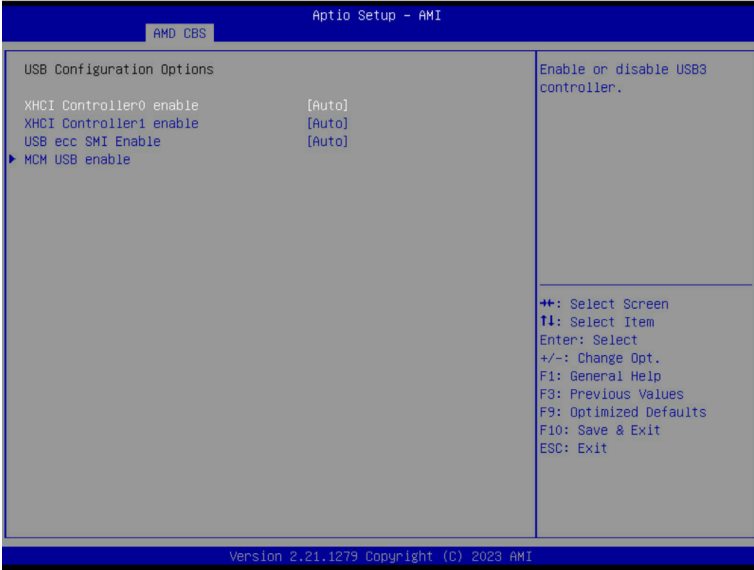 Aptio Setup – AMI
AMD CBS
USB Configuration Options
XHCI Controller0 enable [Auto]
XHCI Controller1 enable [Auto]
USB ecc SMI Enable [Auto]
MCM USB enable
Enable or disable USB3
controller.
→←: Select Screen
↑↓: Select Item
Enter: Select
+/-: Change Opt.
F1: General Help
F3: Previous Values
F9: Optimized Defaults
F10: Save & Exit
ESC: Exit
Version 2.21.1279 Copyright (C) 2023 AMI